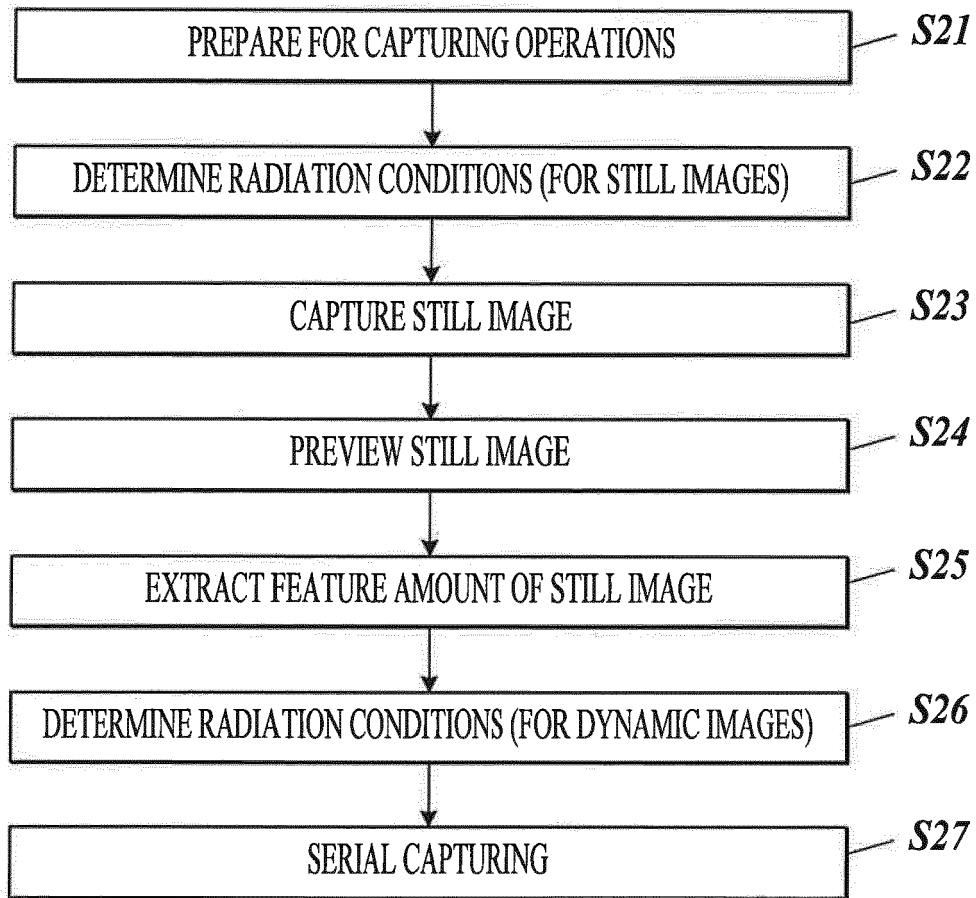 PREPARE FOR CAPTURING OPERATIONS
S21
DETERMINE RADIATION CONDITIONS (FOR STILL IMAGES)
S22
CAPTURE STILL IMAGE
S23
PREVIEW STILL IMAGE
S24
EXTRACT FEATURE AMOUNT OF STILL IMAGE
S25
DETERMINE RADIATION CONDITIONS (FOR DYNAMIC IMAGES)
S26
SERIAL CAPTURING
S27